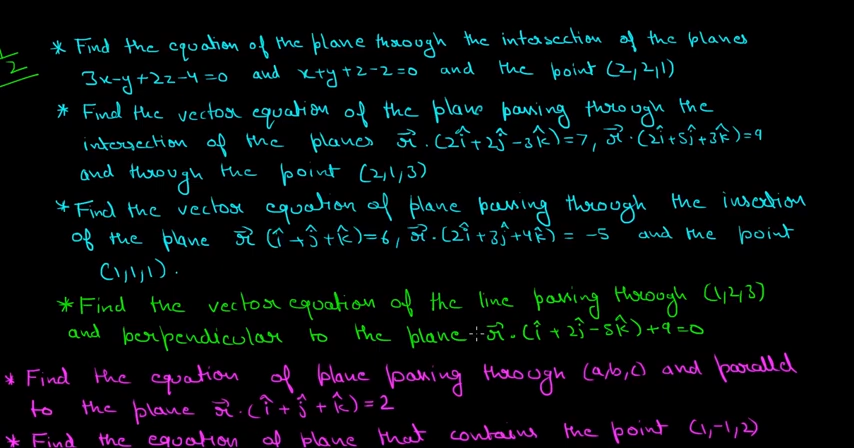 1/2
* Find the equation of the plane through the intersection of the planes
3x-y+2z-4=0 and x+y+z-2=0 and the point (2,2,1)
* Find the vector equation of the plane passing through the
intersection of the planes r⃗·(2î+2ĵ-3k̂)=7, r⃗·(2î+5ĵ+3k̂)=9
and through the point (2,1,3)
* Find the vector equation of plane passing through the insertion
of the plane r⃗ (î+ĵ+k̂)=6, r⃗·(2î+3ĵ+4k̂) = -5 and the point
(1,1,1).
* Find the vector equation of the line passing through (1,2,3)
and perpendicular to the plane r⃗·(î+2ĵ-5k̂)+9=0
* Find the equation of plane passing through (a,b,c) and parallel
to the plane r⃗·(î+ĵ+k̂)=2
* Find the equation of plane that contains the point (1,-1,2)